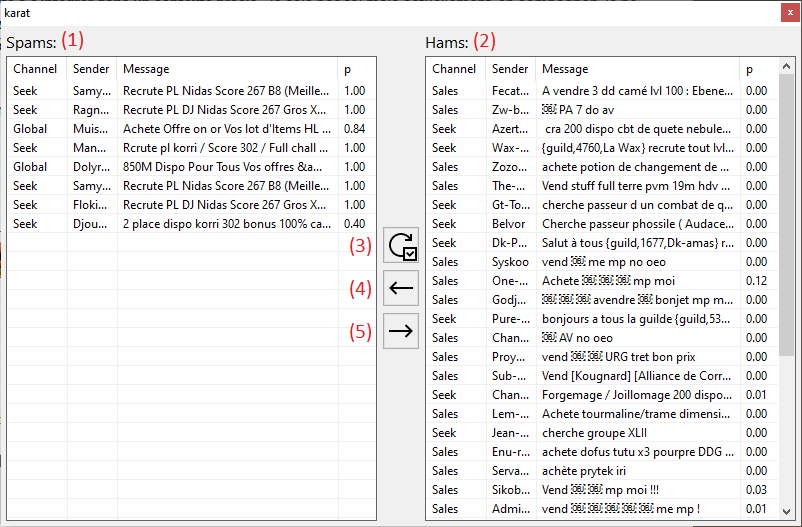 karat
Spams: (1)
Channel Sender Message p
Seek Samy... Recrute PL Nidas Score 267 B8 (Meille... 1.00
Seek Ragn... Recrute PL DJ Nidas Score 267 Gros X... 1.00
Global Muis... Achete Offre on or Vos lot d'Items HL ... 0.84
Seek Man... Rcrute pl korri / Score 302 / Full chall ... 1.00
Global Dolyr... 850M Dispo Pour Tous Vos offres &a... 1.00
Seek Samy... Recrute PL Nidas Score 267 B8 (Meille... 1.00
Seek Floki... Recrute PL DJ Nidas Score 267 Gros X... 1.00
Seek Djou... 2 place dispo korri 302 bonus 100% ca... 0.40
(3)
(4)
(5)
Hams: (2)
Channel Sender Message p
Sales Fecat... A vendre 3 dd camé lvl 100 : Ebene... 0.00
Sales Zw-b... ￼ PA 7 do av 0.00
Seek Azert... cra 200 dispo cbt de quete nebule... 0.00
Seek Wax-... {guild,4760,La Wax} recrute tout lvl... 0.00
Sales Zozo... achete potion de changement de ... 0.00
Sales The-... Vend stuff full terre pvm 19m hdv ... 0.00
Seek Gt-To... cherche passeur d un combat de q... 0.00
Seek Belvor Cherche passeur phossile ( Audace... 0.00
Seek Dk-P... Salut à tous {guild,1677,Dk-amas} r... 0.00
Sales Syskoo vend ￼ me mp no oeo 0.00
Sales One-... Achete ￼ ￼ ￼ mp moi 0.12
Sales Godj... ￼ ￼ ￼ avendre ￼ bonjet mp m... 0.00
Seek Pure-... bonjours a tous la guilde {guild,53... 0.00
Sales Chan... ￼ AV no oeo 0.00
Sales Proy... vend ￼ ￼ URG tret bon prix 0.00
Sales Sub-... Vend [Kougnard] [Alliance de Corr... 0.00
Seek Chan... Forgemage / Joillomage 200 dispo... 0.01
Sales Lem-... Achete tourmaline/trame dimensi... 0.00
Seek Jean-... cherche groupe XLII 0.00
Sales Enu-r... achete dofus tutu x3 pourpre DDG ... 0.00
Sales Serva... achète prytek iri 0.00
Sales Sikob... Vend ￼ ￼ mp moi !!! 0.03
Sales Admi... vend ￼ ￼ ￼ ￼ ￼ me mp ! 0.01